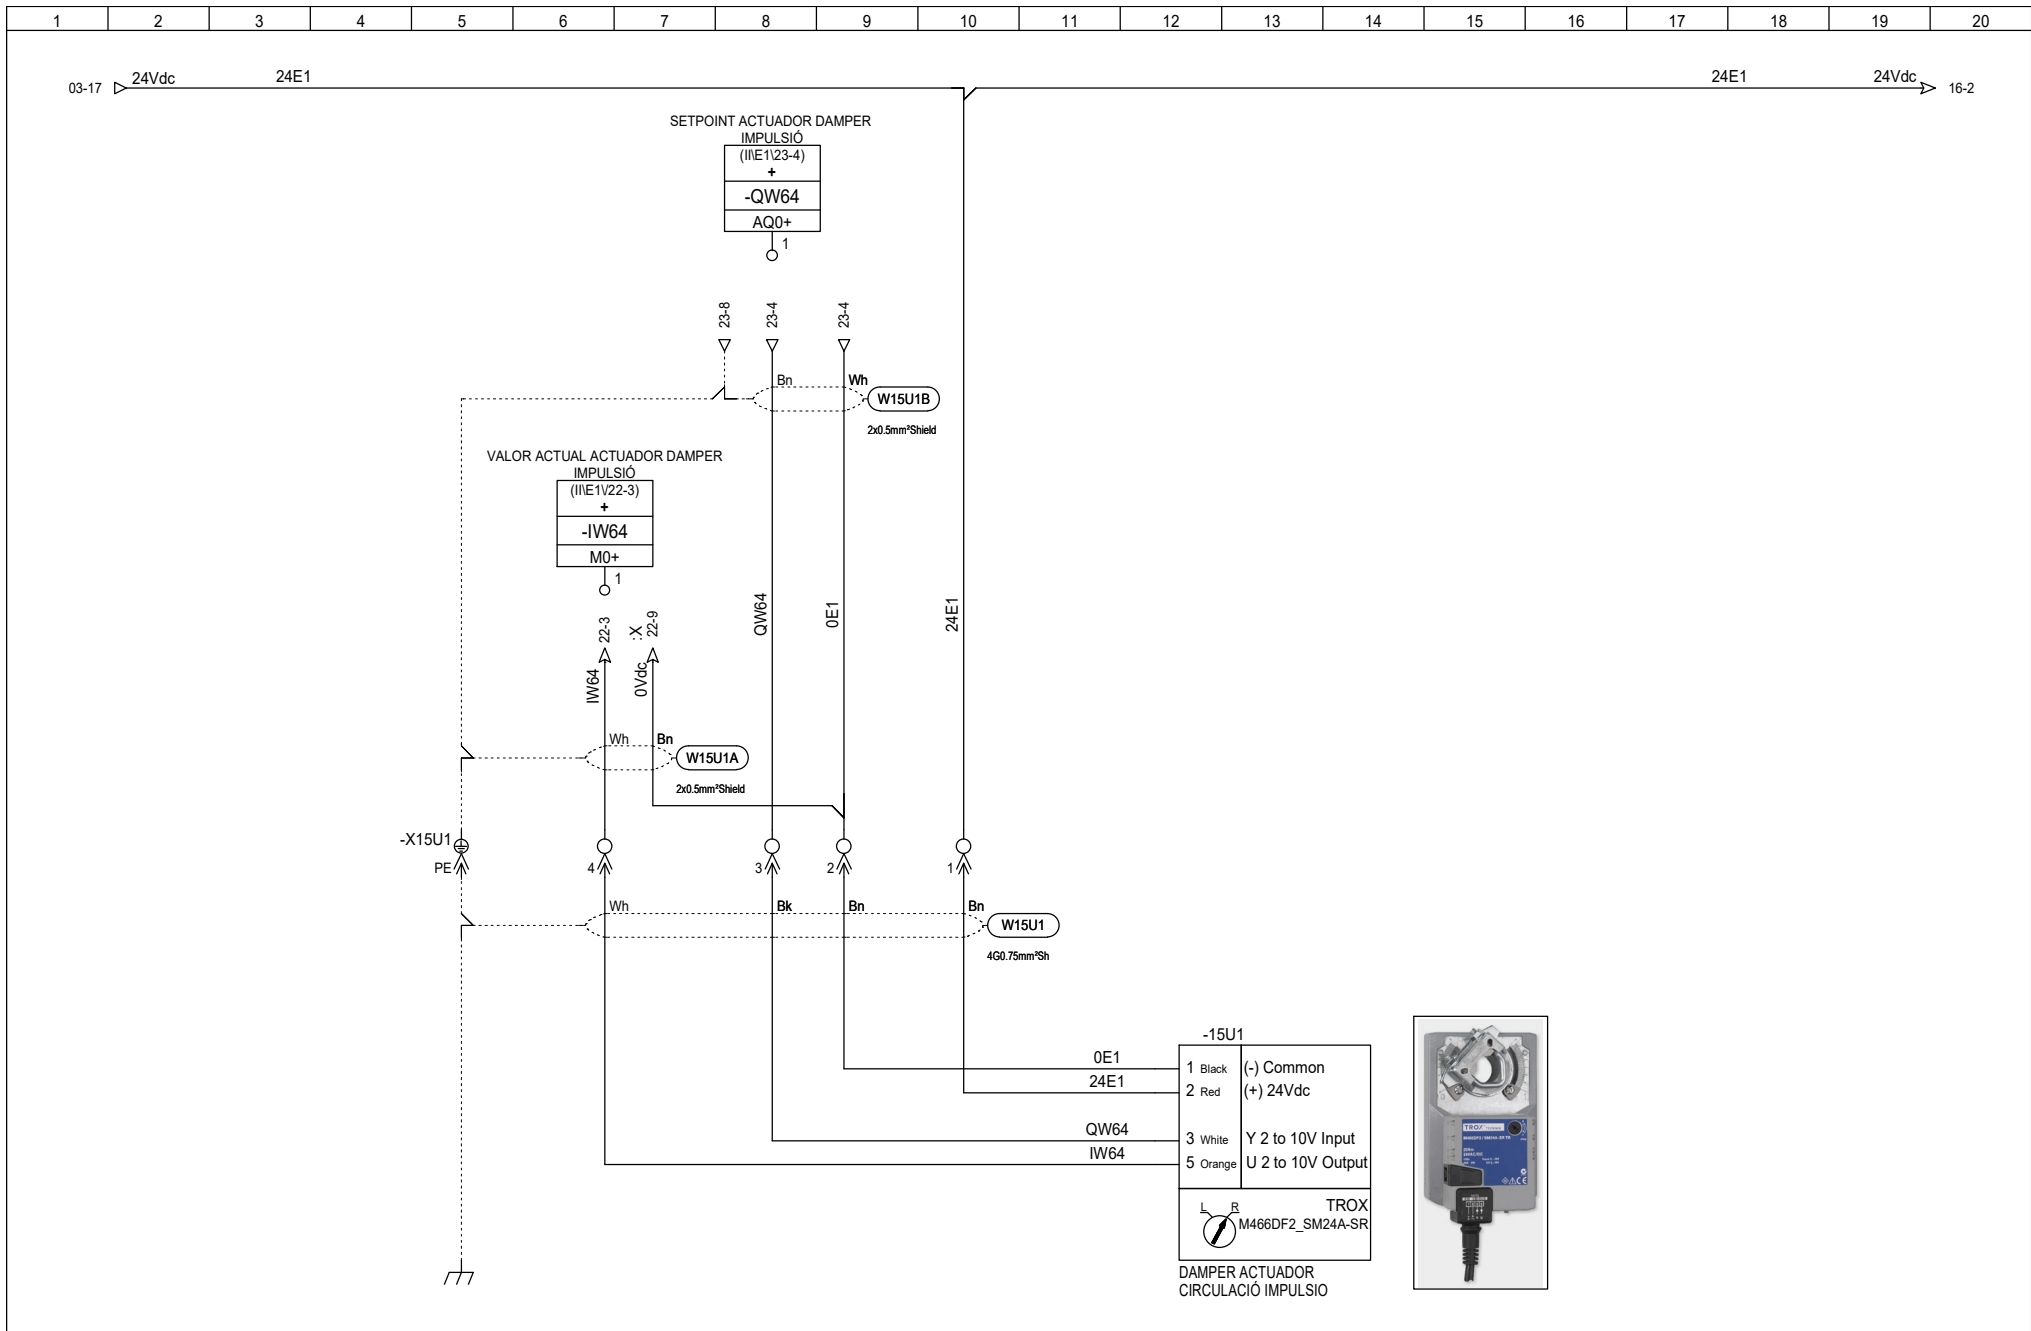 1 2 3 4 5 6 7 8 9 10 11 12 13 14 15 16 17 18 19 20
03-17 24Vdc 24E1 24E1 24Vdc 16-2
SETPOINT ACTUADOR DAMPER
IMPULSIÓ
(II\E1\23-4)
+
-QW64
AQ0+
1
23-8 23-4 23-4
Bn Wh
W15U1B
2x0.5mm²Shield
VALOR ACTUAL ACTUADOR DAMPER
IMPULSIÓ
(II\E1\/22-3)
+
-IW64
M0+
1
22-3 :X 22-9
IW64 0Vdc QW64 0E1 24E1
Wh Bn
W15U1A
2x0.5mm²Shield
-X15U1
PE 4 3 2 1
Wh Bk Bn Bn
W15U1
4G0.75mm²Sh
-15U1
0E1 1 Black (-) Common
24E1 2 Red (+) 24Vdc
QW64 3 White Y 2 to 10V Input
IW64 5 Orange U 2 to 10V Output
L R TROX
M466DF2_SM24A-SR
DAMPER ACTUADOR
CIRCULACIÓ IMPULSIO
TROX